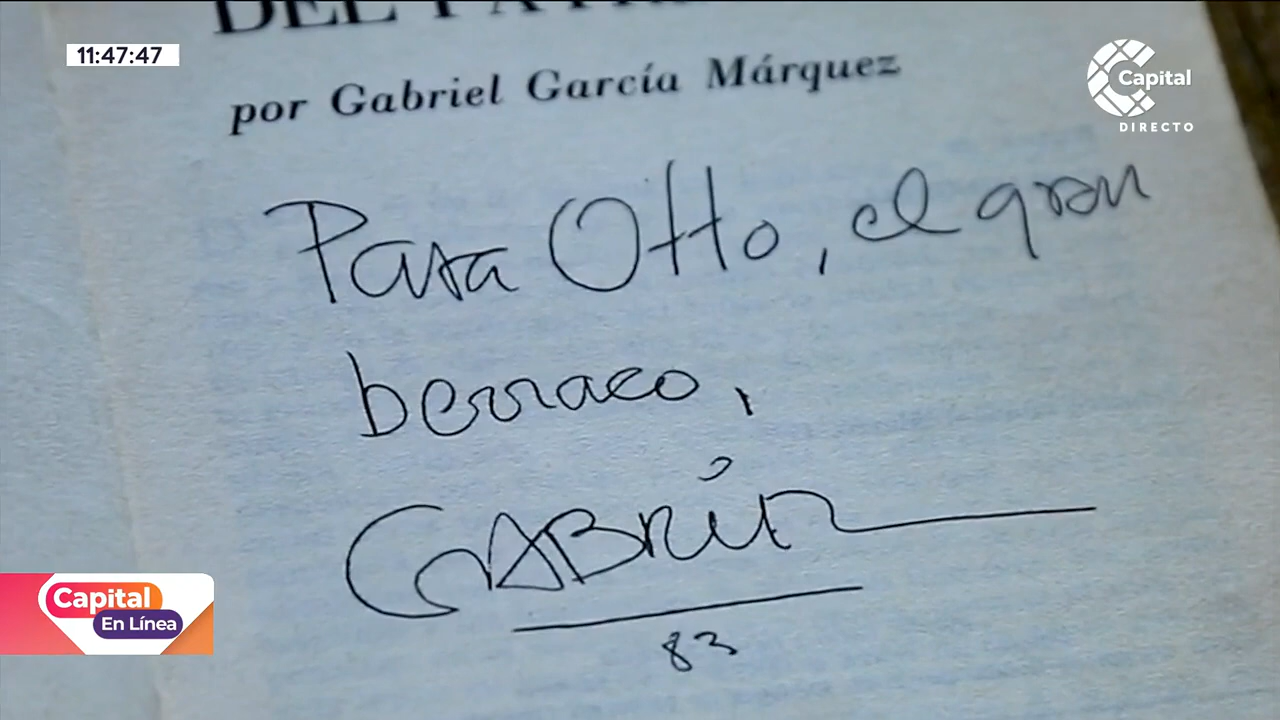 11:47:47
Capital
DIRECTO
por Gabriel García Márquez
Para Otto, el gran
berraco,
GABRIEL
83
Capital
En Línea